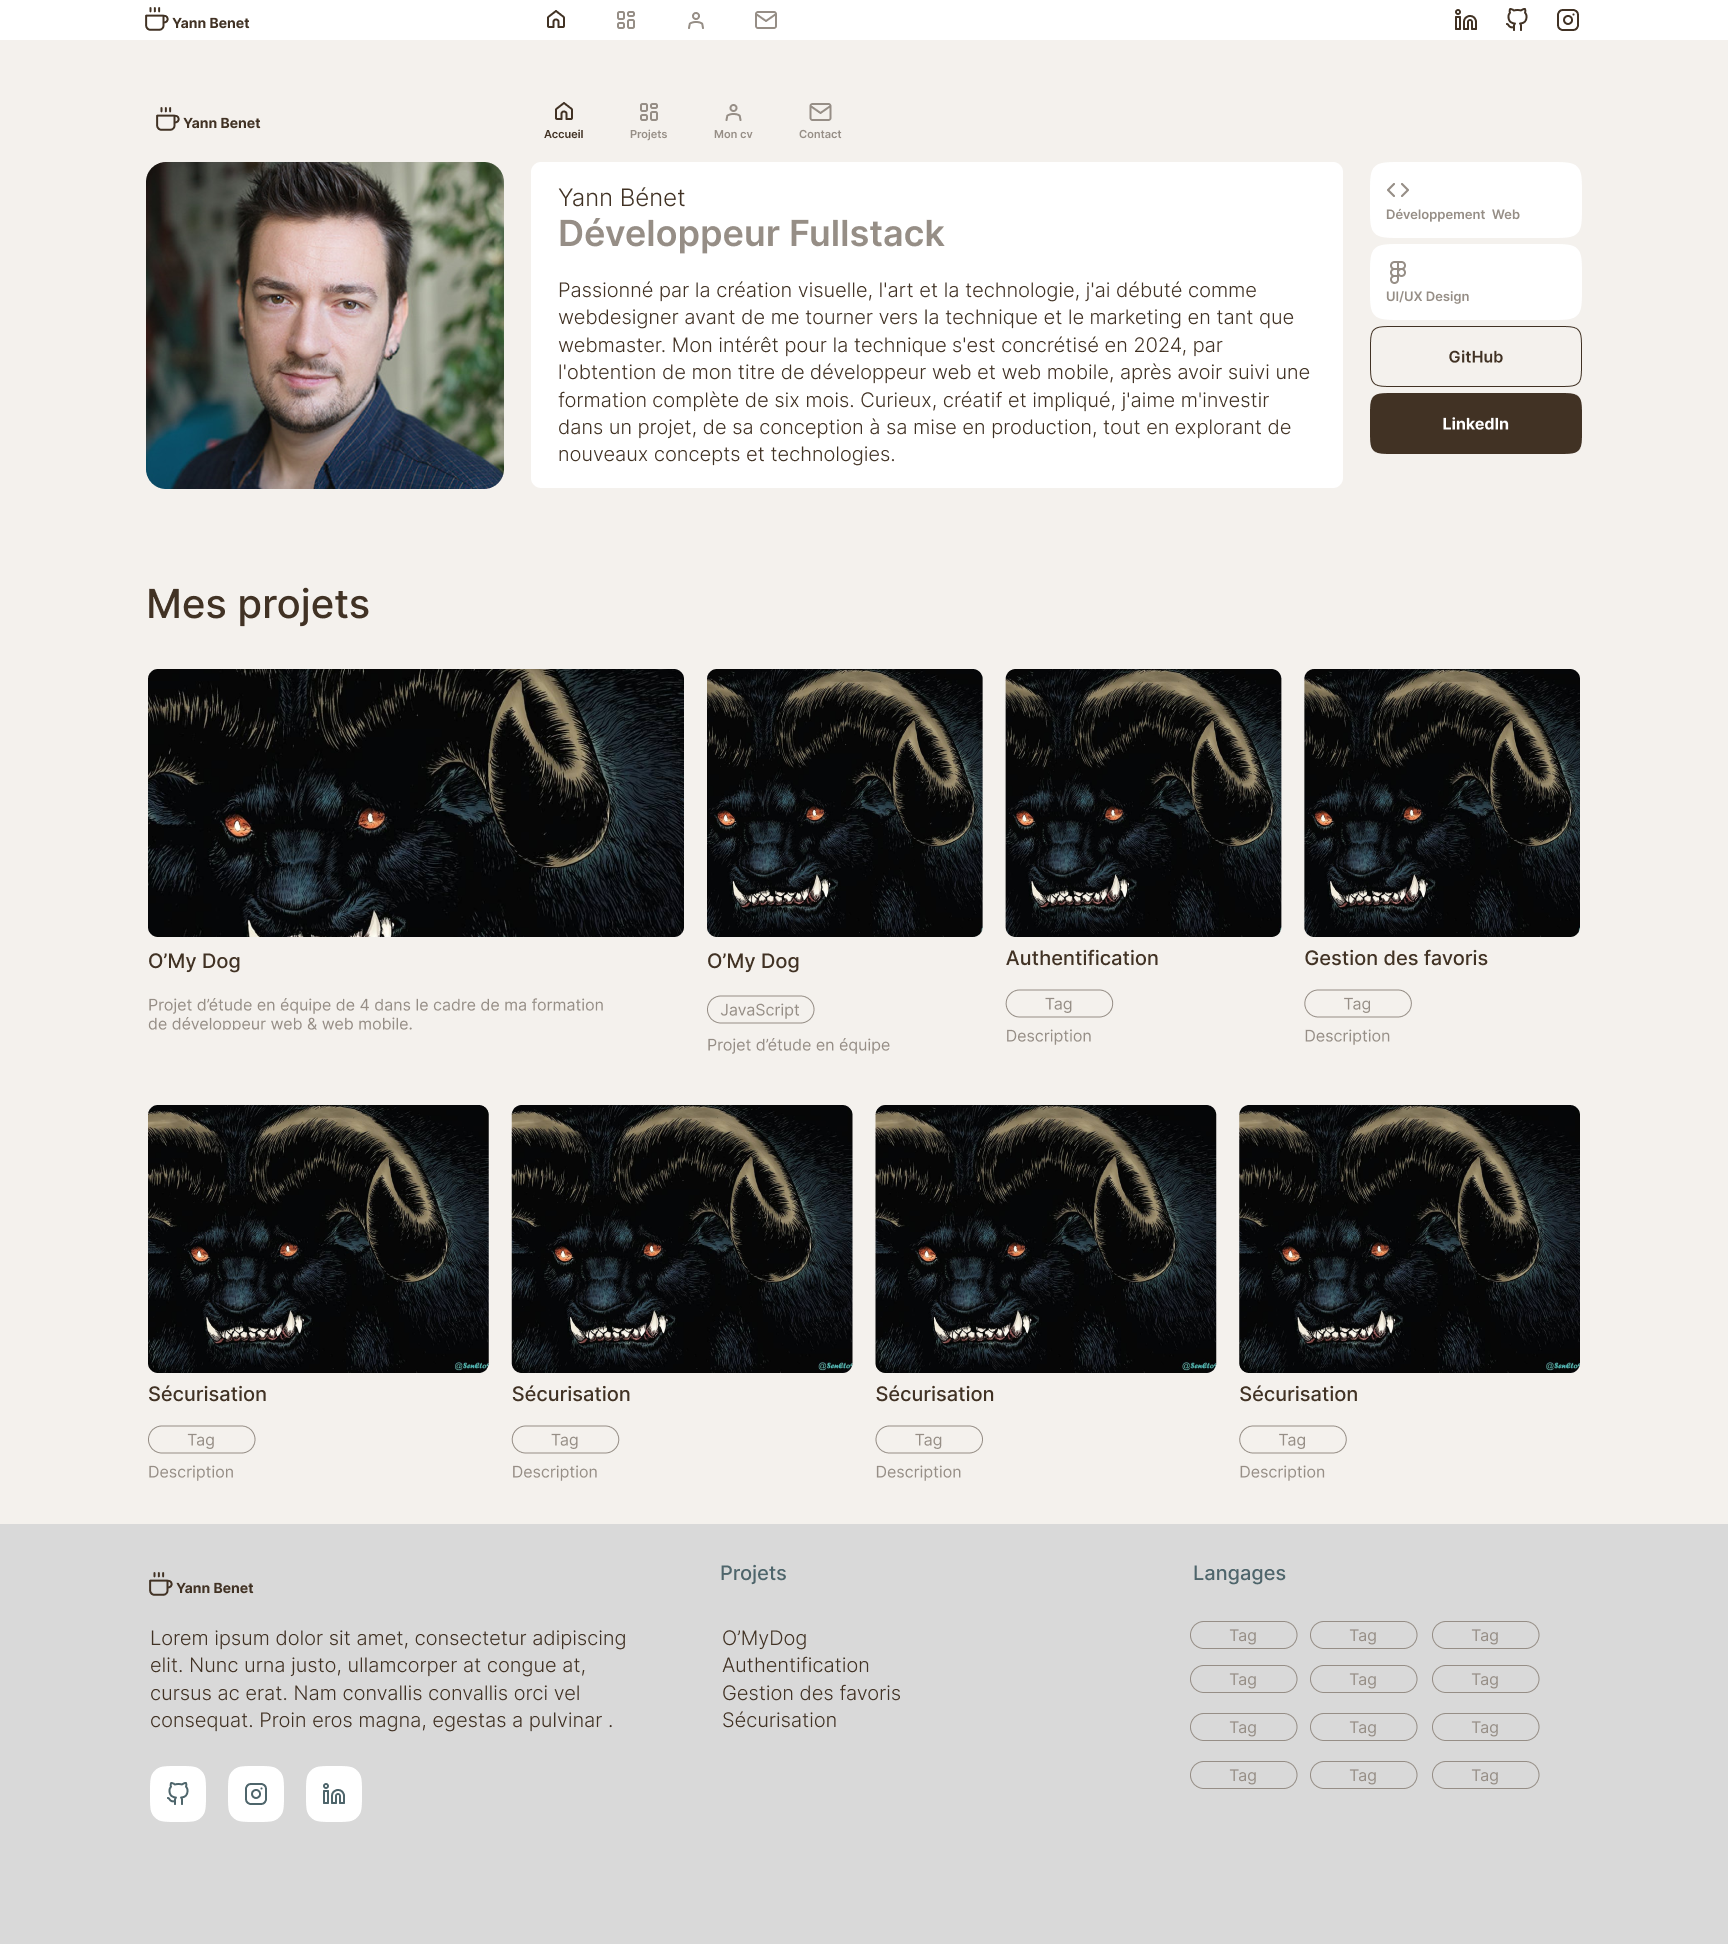 Yann Benet
Yann Benet
Accueil
Projets
Mon cv
Contact
Yann Bénet
Développeur Fullstack
Passionné par la création visuelle, l'art et la technologie, j'ai débuté comme
webdesigner avant de me tourner vers la technique et le marketing en tant que
webmaster. Mon intérêt pour la technique s'est concrétisé en 2024, par
l'obtention de mon titre de développeur web et web mobile, après avoir suivi une
formation complète de six mois. Curieux, créatif et impliqué, j'aime m'investir
dans un projet, de sa conception à sa mise en production, tout en explorant de
nouveaux concepts et technologies.
Développement Web
UI/UX Design
GitHub
LinkedIn
Mes projets
O’My Dog
Projet d’étude en équipe de 4 dans le cadre de ma formation
de développeur web & web mobile.
O’My Dog
JavaScript
Projet d’étude en équipe
Authentification
Tag
Description
Gestion des favoris
Tag
Description
Sécurisation
Tag
Description
Sécurisation
Tag
Description
Sécurisation
Tag
Description
Sécurisation
Tag
Description
Yann Benet
Lorem ipsum dolor sit amet, consectetur adipiscing
elit. Nunc urna justo, ullamcorper at congue at,
cursus ac erat. Nam convallis convallis orci vel
consequat. Proin eros magna, egestas a pulvinar .
Projets
O’MyDog
Authentification
Gestion des favoris
Sécurisation
Langages
Tag Tag Tag
Tag Tag Tag
Tag Tag Tag
Tag Tag Tag